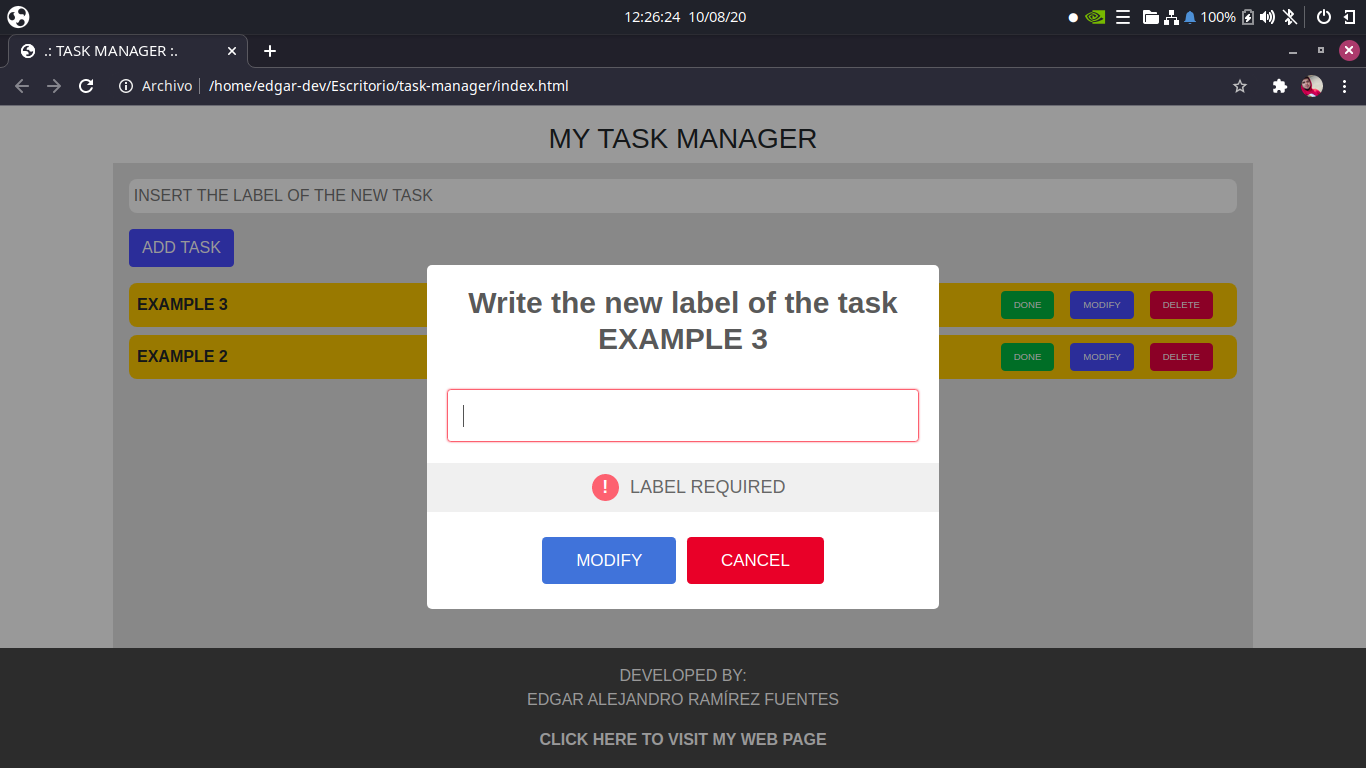 12:26:24 10/08/20
100%
.: TASK MANAGER :.
Archivo /home/edgar-dev/Escritorio/task-manager/index.html
MY TASK MANAGER
INSERT THE LABEL OF THE NEW TASK
ADD TASK
EXAMPLE 3
DONE MODIFY DELETE
EXAMPLE 2
DONE MODIFY DELETE
Write the new label of the task
EXAMPLE 3
! LABEL REQUIRED
MODIFY CANCEL
DEVELOPED BY:
EDGAR ALEJANDRO RAMÍREZ FUENTES
CLICK HERE TO VISIT MY WEB PAGE